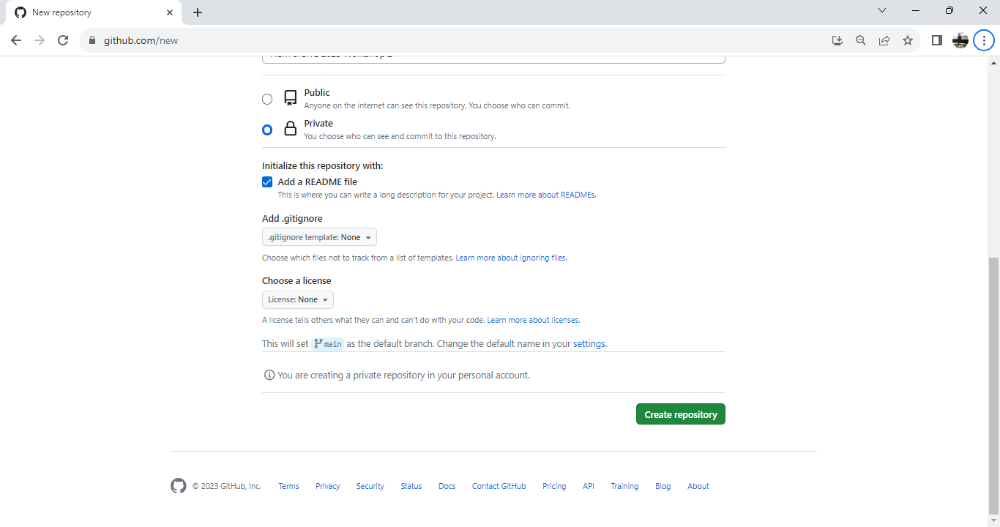 New repository
github.com/new
2023 Workshop 2
Public
Anyone on the internet can see this repository. You choose who can commit.
Private
You choose who can see and commit to this repository.
Initialize this repository with:
Add a README file
This is where you can write a long description for your project. Learn more about READMEs.
Add .gitignore
.gitignore template: None
Choose which files not to track from a list of templates. Learn more about ignoring files.
Choose a license
License: None
A license tells others what they can and can't do with your code. Learn more about licenses.
This will set main as the default branch. Change the default name in your settings.
You are creating a private repository in your personal account.
Create repository
© 2023 GitHub, Inc. Terms Privacy Security Status Docs Contact GitHub Pricing API Training Blog About